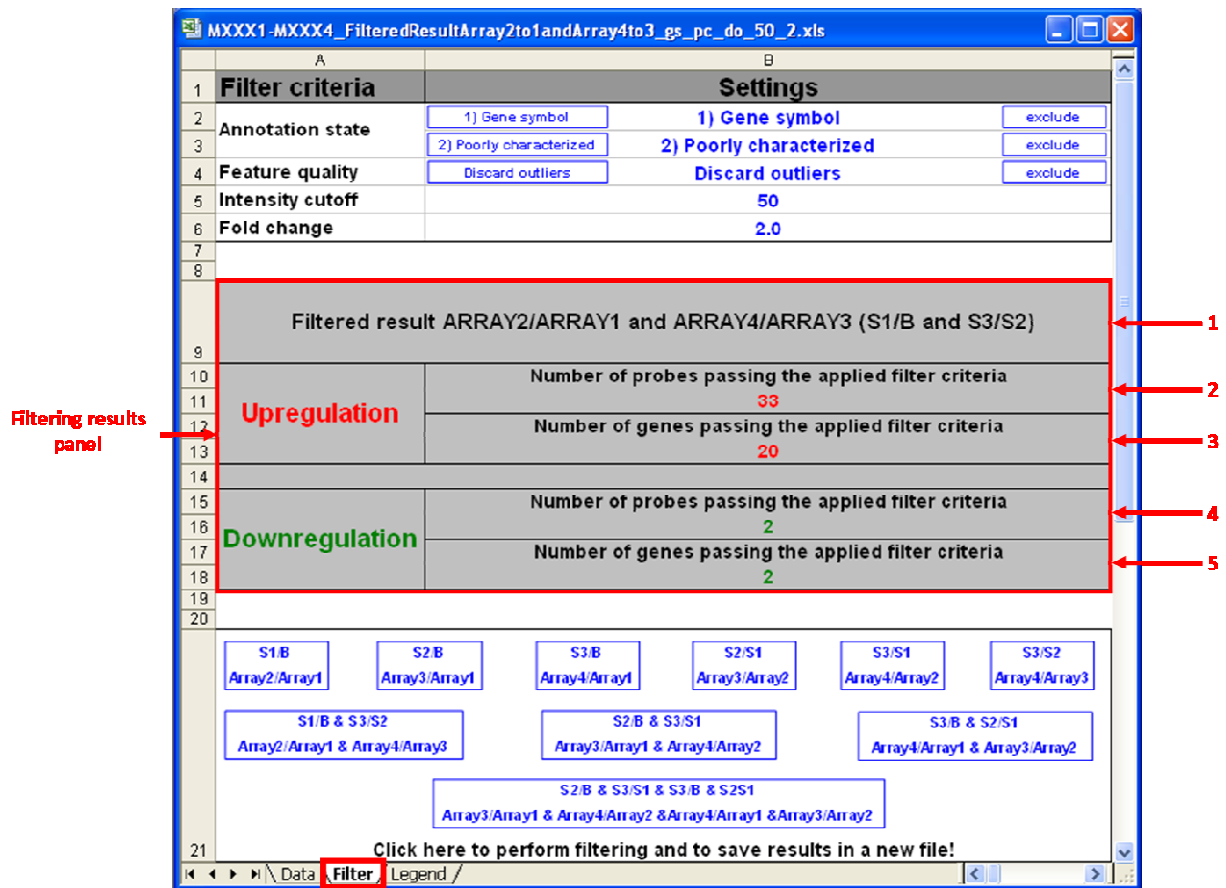 MXXX1-MXXX4_FilteredResultArray2to1andArray4to3_gs_pc_do_50_2.xls
A B
1 Filter criteria Settings
2 Annotation state 1) Gene symbol 1) Gene symbol exclude
3 2) Poorly characterized 2) Poorly characterized exclude
4 Feature quality Discard outliers Discard outliers exclude
5 Intensity cutoff 50
6 Fold change 2.0
7
8
Filtered result ARRAY2/ARRAY1 and ARRAY4/ARRAY3 (S1/B and S3/S2) 1
9
10 Number of probes passing the applied filter criteria 2
11 Upregulation 33
Filtering results
panel
12 Number of genes passing the applied filter criteria 3
13 20
14
15 Number of probes passing the applied filter criteria 4
16 Downregulation 2
17 Number of genes passing the applied filter criteria 5
18 2
19
20
S1/B S2/B S3/B S2/S1 S3/S1 S3/S2
Array2/Array1 Array3/Array1 Array4/Array1 Array3/Array2 Array4/Array2 Array4/Array3
S1/B & S3/S2 S2/B & S3/S1 S3/B & S2/S1
Array2/Array1 & Array4/Array3 Array3/Array1 & Array4/Array2 Array4/Array1 & Array3/Array2
S2/B & S3/S1 & S3/B & S2S1
Array3/Array1 & Array4/Array2 &Array4/Array1 &Array3/Array2
21 Click here to perform filtering and to save results in a new file!
Data Filter Legend